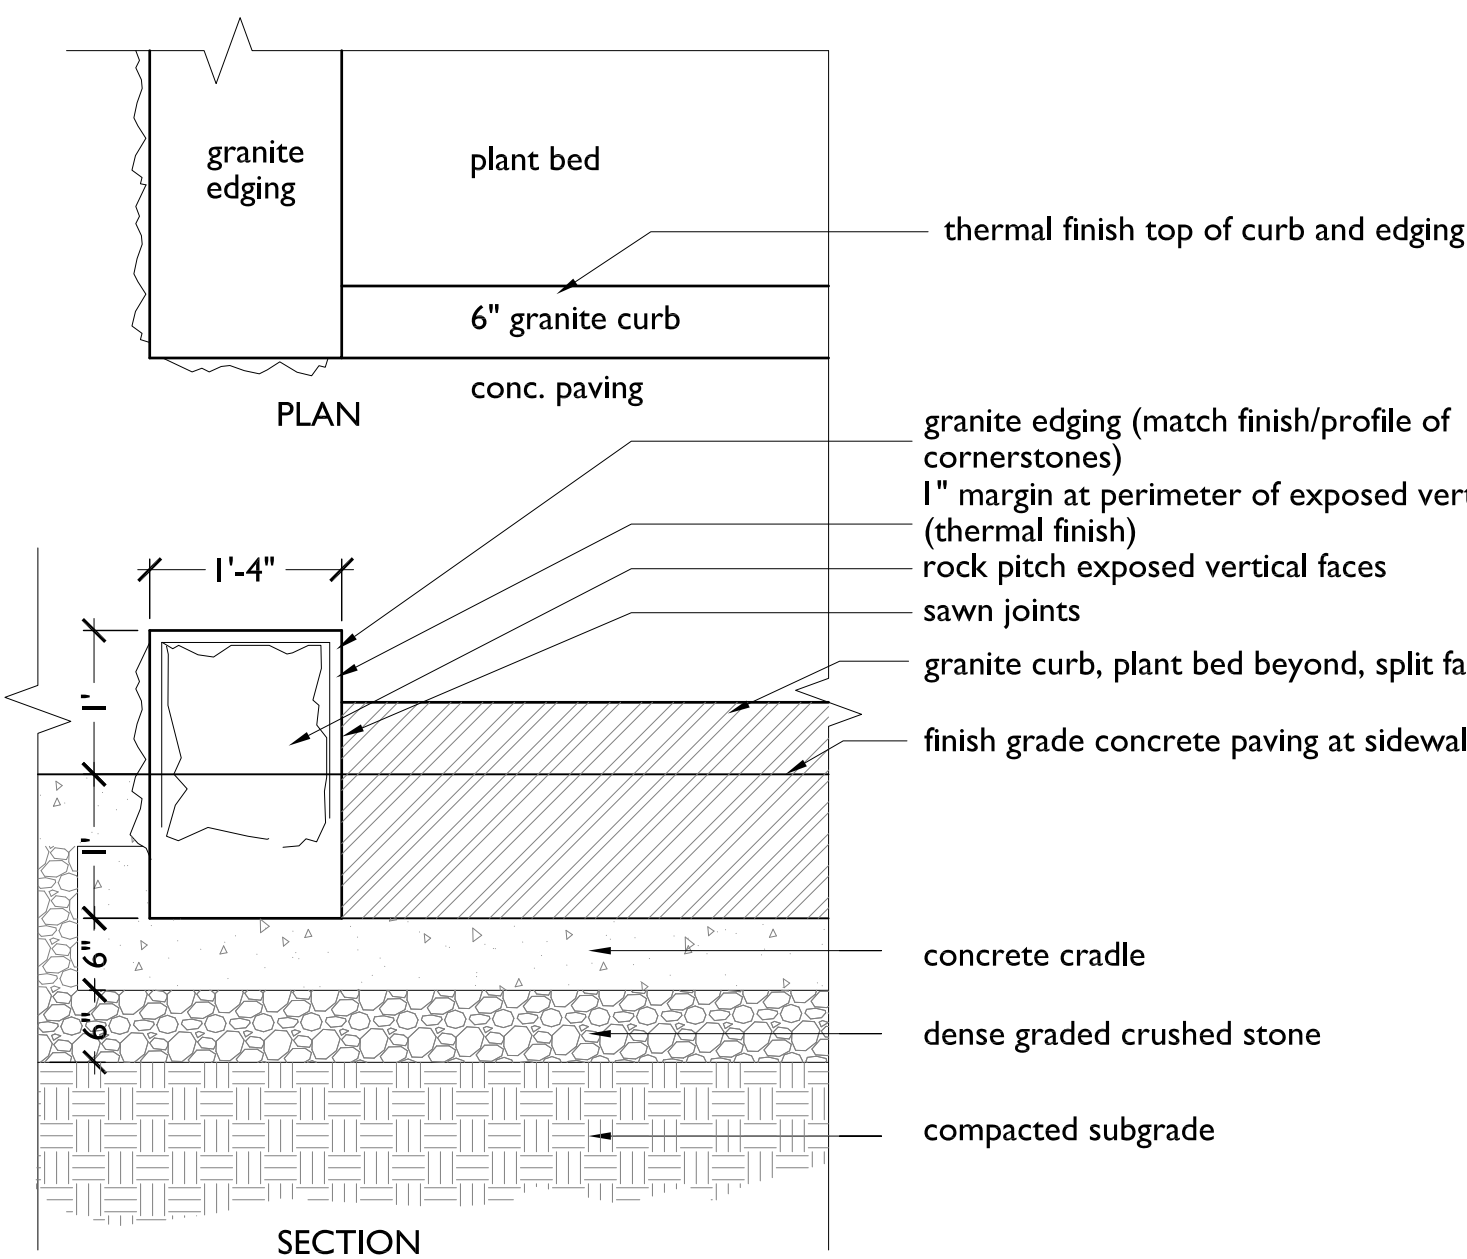 granite
edging
plant bed
thermal finish top of curb and edging
6" granite curb
conc. paving
PLAN
granite edging (match finish/profile of
cornerstones)
1" margin at perimeter of exposed
(thermal finish)
rock pitch exposed vertical faces
sawn joints
granite curb, plant bed beyond, split
finish grade concrete paving at
1'-4"
1'
1'
6"
6"
concrete cradle
dense graded crushed stone
compacted subgrade
SECTION